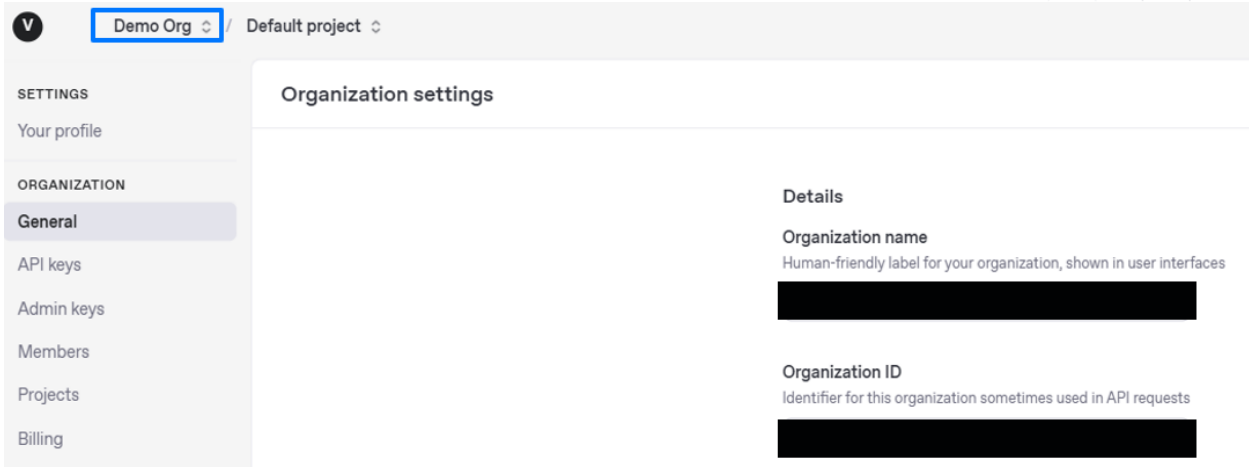 V Demo Org / Default project
SETTINGS
Your profile
ORGANIZATION
General
API keys
Admin keys
Members
Projects
Billing
Organization settings
Details
Organization name
Human-friendly label for your organization, shown in user interfaces
Organization ID
Identifier for this organization sometimes used in API requests